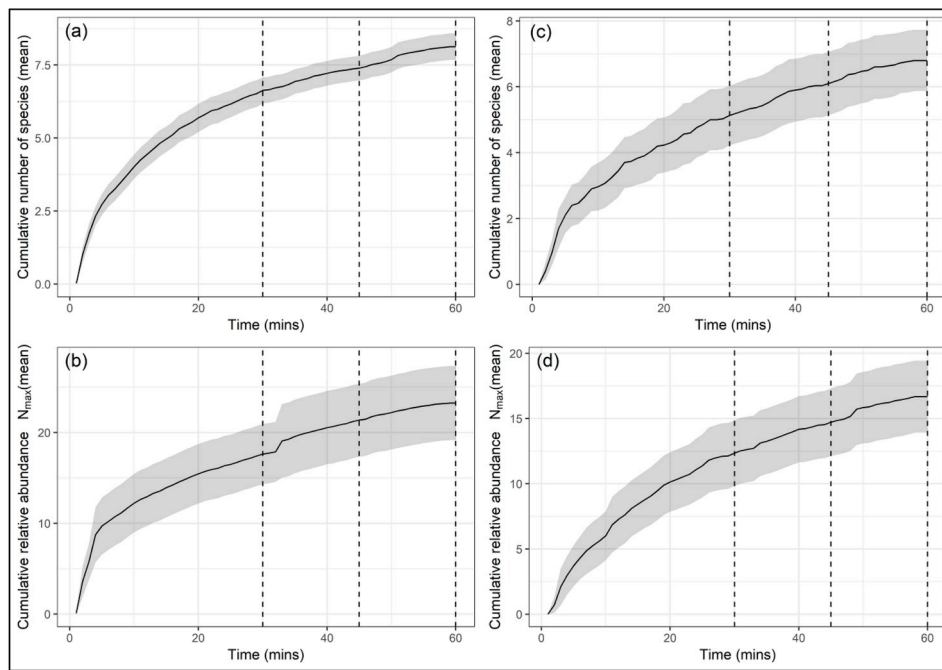 (a)
Cumulative number of species (mean)
7.5
5.0
2.5
0.0
0 20 40 60
Time (mins)
(c)
Cumulative number of species (mean)
8
6
4
2
0
0 20 40 60
Time (mins)
(b)
Cumulative relative abundance Nmax(mean)
20
10
0
0 20 40 60
Time (mins)
(d)
Cumulative relative abundance Nmax(mean)
20
15
10
5
0
0 20 40 60
Time (mins)